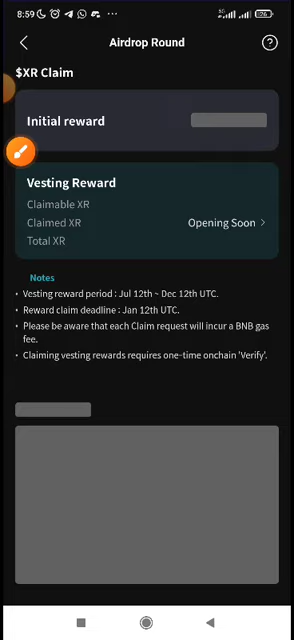 8:59
Airdrop Round
$XR Claim
Initial reward
Vesting Reward
Claimable XR
Claimed XR
Opening Soon >
Total XR
Notes
• Vesting reward period : Jul 12th ~ Dec 12th UTC.
• Reward claim deadline : Jan 12th UTC.
• Please be aware that each Claim request will incur a BNB gas
fee.
• Claiming vesting rewards requires one-time onchain 'Verify'.